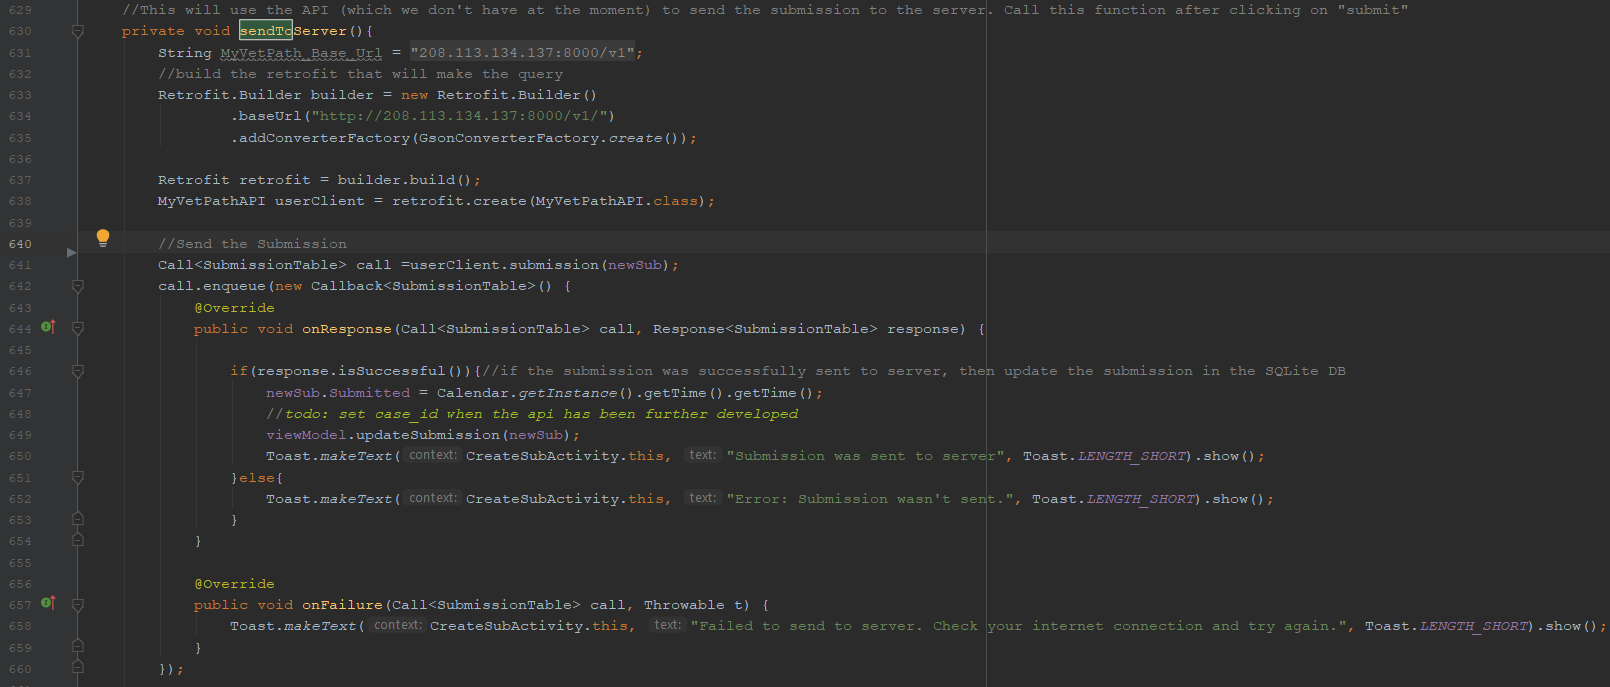 629 //This will use the API (which we don't have at the moment) to send the submission to the server. Call this function after clicking on "submit"
630 private void sendToServer(){
631 String MyVetPath_Base_Url = "208.113.134.137:8000/v1";
632 //build the retrofit that will make the query
633 Retrofit.Builder builder = new Retrofit.Builder()
634 .baseUrl("http://208.113.134.137:8000/v1/")
635 .addConverterFactory(GsonConverterFactory.create());
636
637 Retrofit retrofit = builder.build();
638 MyVetPathAPI userClient = retrofit.create(MyVetPathAPI.class);
639
640 //Send the Submission
641 Call<SubmissionTable> call =userClient.submission(newSub);
642 call.enqueue(new Callback<SubmissionTable>() {
643 @Override
644 public void onResponse(Call<SubmissionTable> call, Response<SubmissionTable> response) {
645
646 if(response.isSuccessful()){//if the submission was successfully sent to server, then update the submission in the SQLite DB
647 newSub.Submitted = Calendar.getInstance().getTime().getTime();
648 //todo: set case_id when the api has been further developed
649 viewModel.updateSubmission(newSub);
650 Toast.makeText( context: CreateSubActivity.this, text: "Submission was sent to server", Toast.LENGTH_SHORT).show();
651 }else{
652 Toast.makeText( context: CreateSubActivity.this, text: "Error: Submission wasn't sent.", Toast.LENGTH_SHORT).show();
653 }
654 }
655
656 @Override
657 public void onFailure(Call<SubmissionTable> call, Throwable t) {
658 Toast.makeText( context: CreateSubActivity.this, text: "Failed to send to server. Check your internet connection and try again.", Toast.LENGTH_SHORT).show();
659 }
660 });